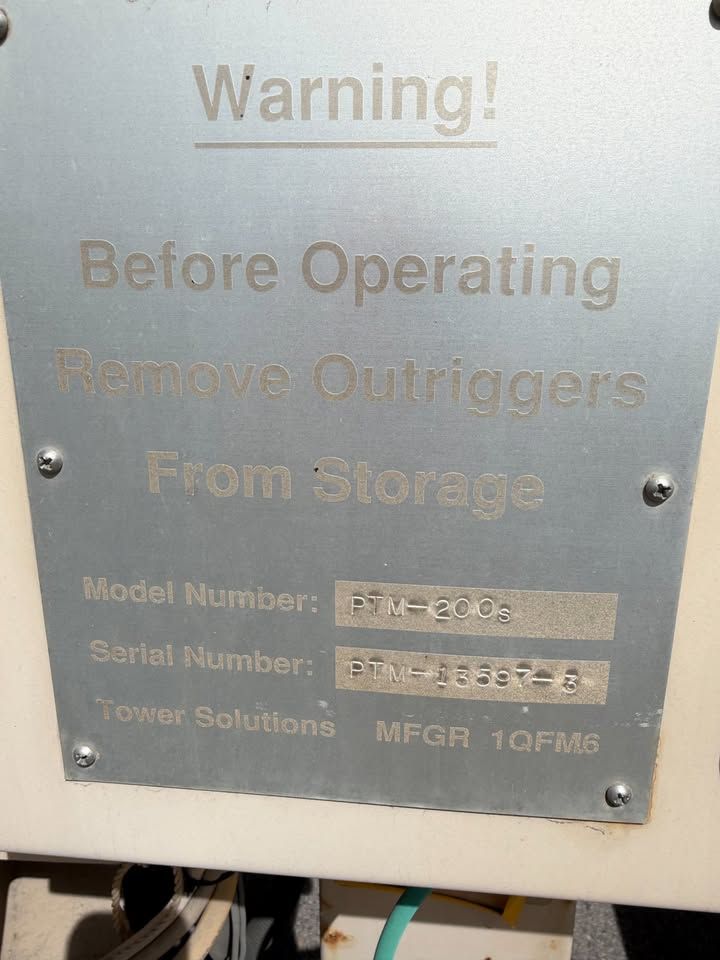 Warning!
Before Operating
Remove Outriggers
From Storage
Model Number: PTM-200s
Serial Number: PTM-13597-3
Tower Solutions MFGR 1QFM6